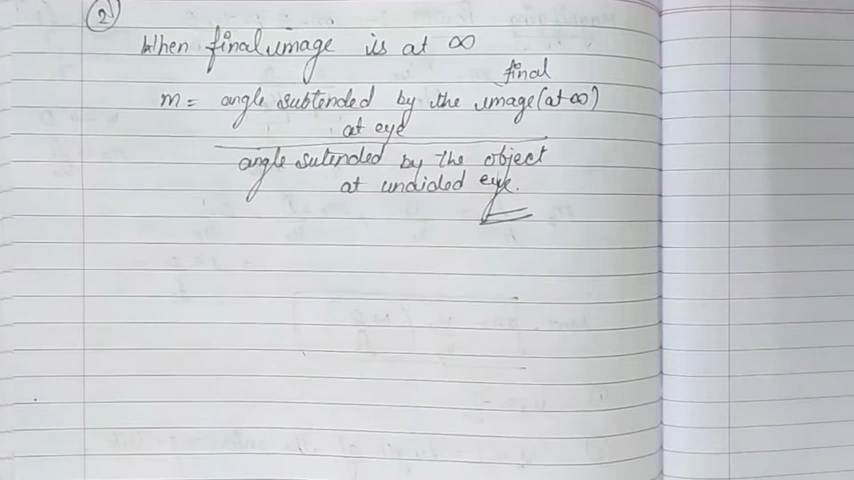 2
When final image is at ∞
final
m = angle subtended by the image (at ∞)
at eye
angle sutended by the object
at unaided eye.